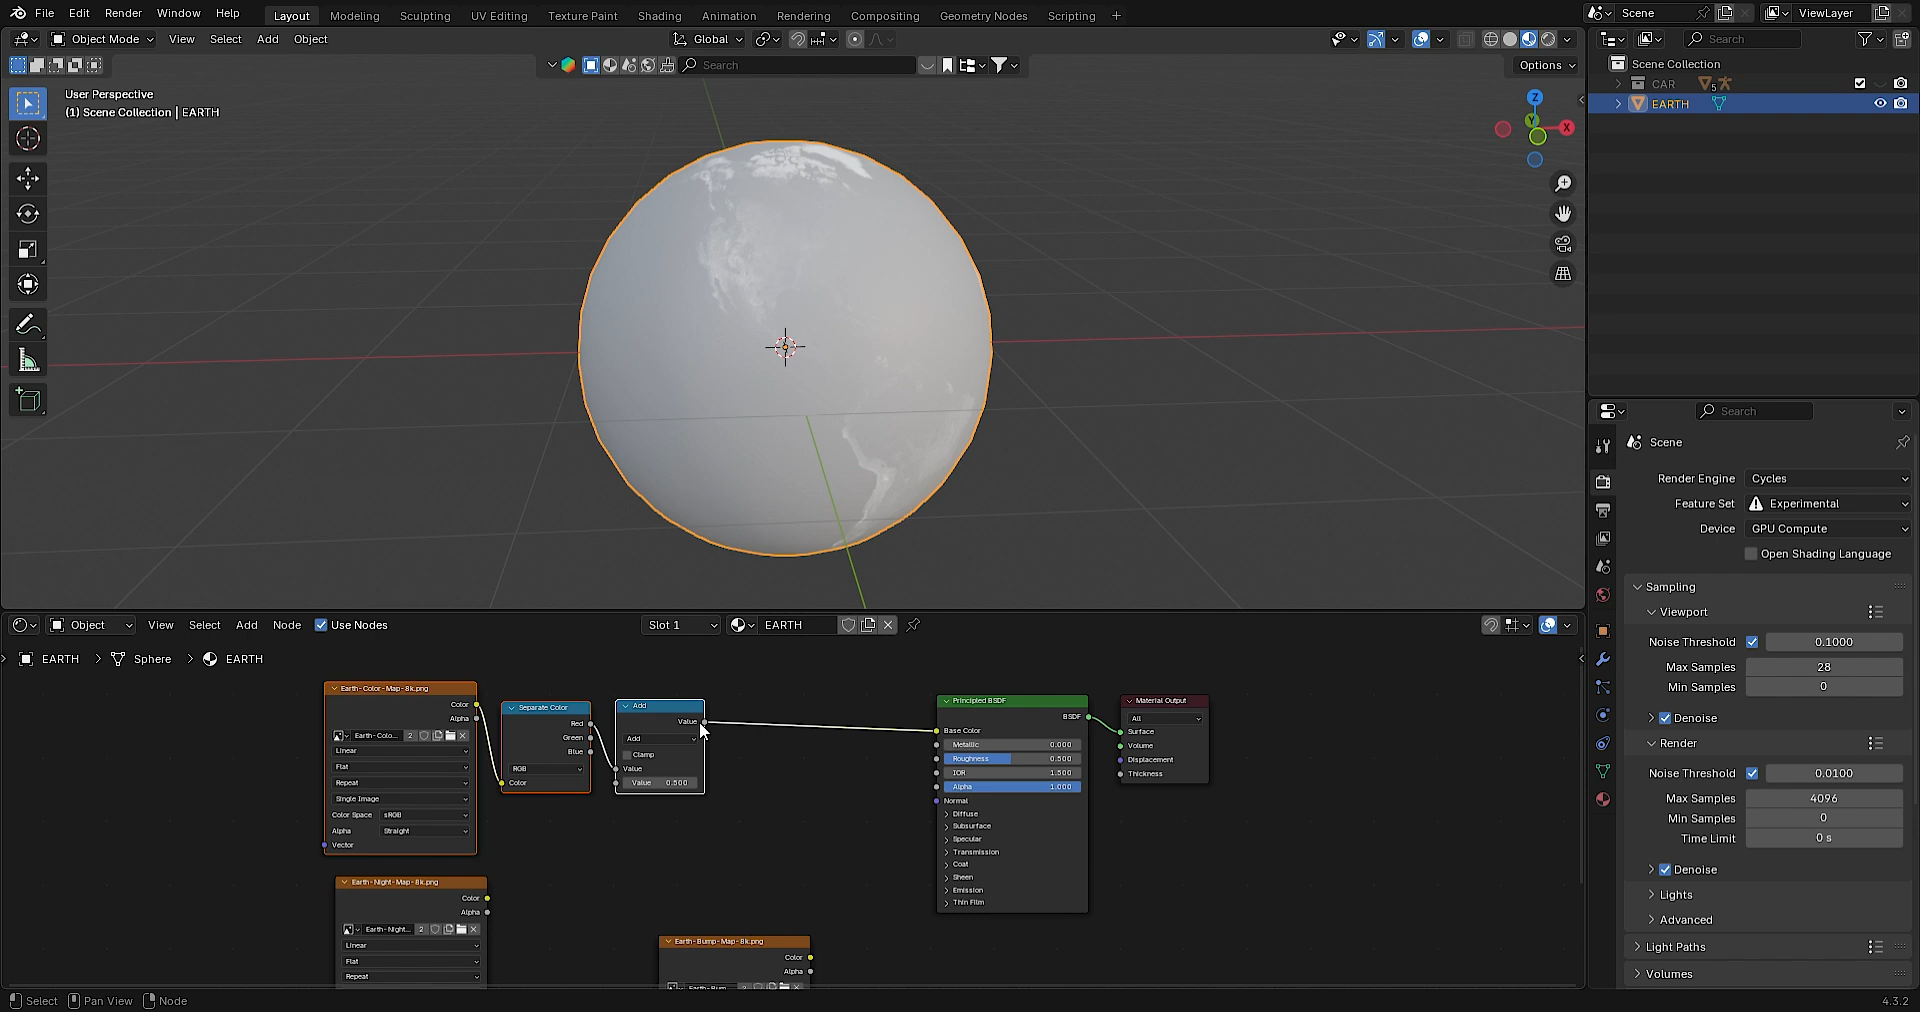 File Edit Render Window Help Layout Modeling Sculpting UV Editing Texture Paint Shading Animation Rendering Compositing Geometry Nodes Scripting + Scene ViewLayer
Object Mode View Select Add Object Global Search
Search Options
User Perspective
(1) Scene Collection | EARTH
Z
Y
X
Scene Collection
CAR 5
EARTH
Search
Scene
Render Engine Cycles
Feature Set Experimental
Device GPU Compute
Open Shading Language
Sampling
Viewport
Noise Threshold 0.1000
Max Samples 28
Min Samples 0
Denoise
Render
Noise Threshold 0.0100
Max Samples 4096
Min Samples 0
Time Limit 0 s
Denoise
Lights
Advanced
Light Paths
Volumes
Object View Select Add Node Use Nodes Slot 1 EARTH
EARTH Sphere EARTH
Earth-Color-Map-8k.png
Color
Alpha
Earth-Colo... 2
Linear
Flat
Repeat
Single Image
Color Space sRGB
Alpha Straight
Vector
Separate Color
Red
Green
Blue
RGB
Color
Add
Value
Add
Clamp
Value
Value 0.500
Principled BSDF
BSDF
Base Color
Metallic 0.000
Roughness 0.500
IOR 1.500
Alpha 1.000
Normal
Diffuse
Subsurface
Specular
Transmission
Coat
Sheen
Emission
Thin Film
Material Output
All
Surface
Volume
Displacement
Thickness
Earth-Night-Map-8k.png
Color
Alpha
Earth-Night... 2
Linear
Flat
Repeat
Earth-Bump-Map-8k.png
Color
Alpha
Select Pan View Node 4.3.2